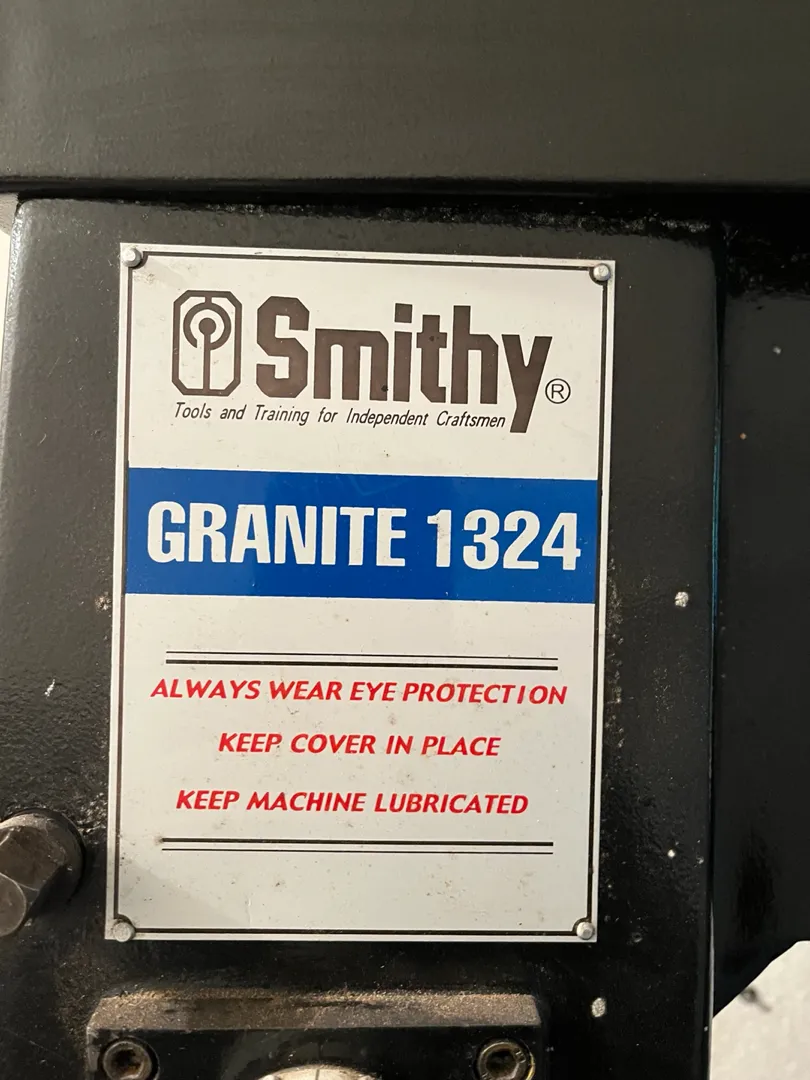 Smithy®
Tools and Training for Independent Craftsmen
GRANITE 1324
ALWAYS WEAR EYE PROTECTION
KEEP COVER IN PLACE
KEEP MACHINE LUBRICATED